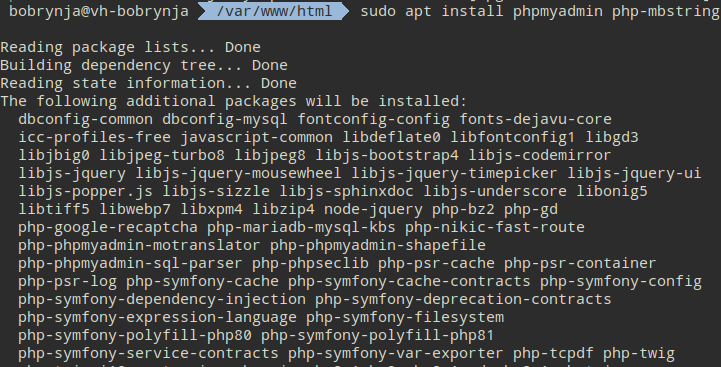 bobrynja@vh-bobrynja /var/www/html sudo apt install phpmyadmin php-mbstring
Reading package lists... Done
Building dependency tree... Done
Reading state information... Done
The following additional packages will be installed:
dbconfig-common dbconfig-mysql fontconfig-config fonts-dejavu-core
icc-profiles-free javascript-common libdeflate0 libfontconfig1 libgd3
libjbig0 libjpeg-turbo8 libjpeg8 libjs-bootstrap4 libjs-codemirror
libjs-jquery libjs-jquery-mousewheel libjs-jquery-timepicker libjs-jquery-ui
libjs-popper.js libjs-sizzle libjs-sphinxdoc libjs-underscore libonig5
libtiff5 libwebp7 libxpm4 libzip4 node-jquery php-bz2 php-gd
php-google-recaptcha php-mariadb-mysql-kbs php-nikic-fast-route
php-phpmyadmin-motranslator php-phpmyadmin-shapefile
php-phpmyadmin-sql-parser php-phpseclib php-psr-cache php-psr-container
php-psr-log php-symfony-cache php-symfony-cache-contracts php-symfony-config
php-symfony-dependency-injection php-symfony-deprecation-contracts
php-symfony-expression-language php-symfony-filesystem
php-symfony-polyfill-php80 php-symfony-polyfill-php81
php-symfony-service-contracts php-symfony-var-exporter php-tcpdf php-twig